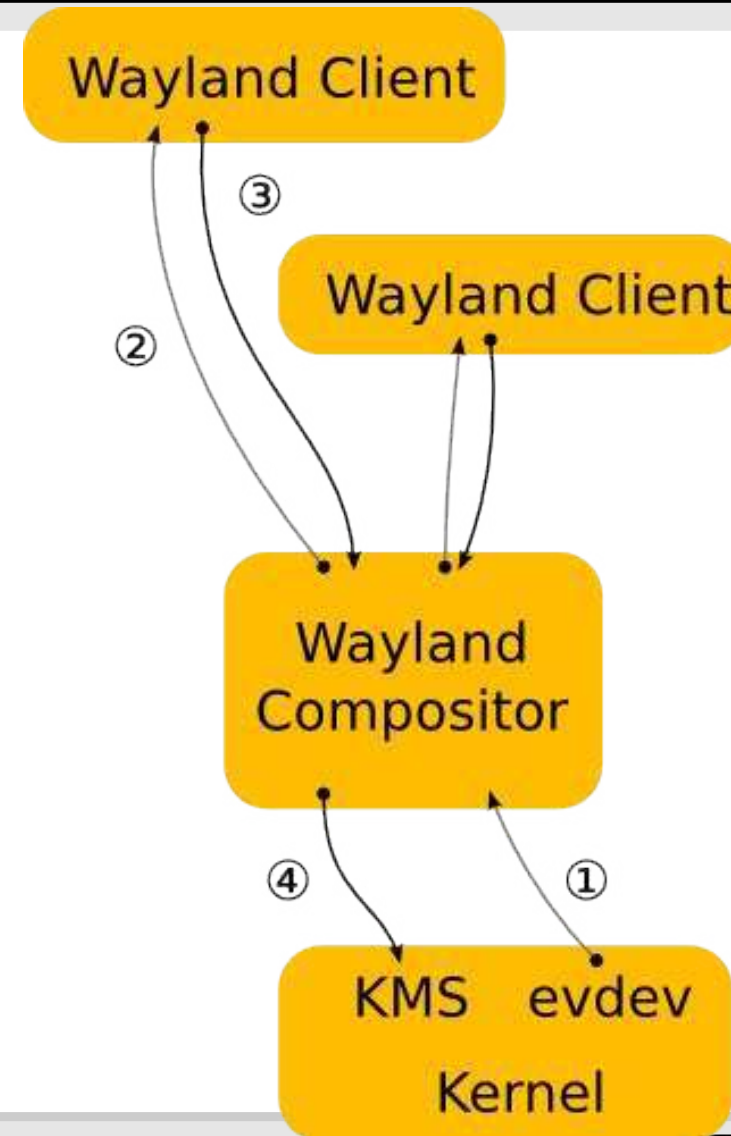 Wayland Client
③
Wayland Client
②
Wayland
Compositor
④ ①
KMS evdev
Kernel